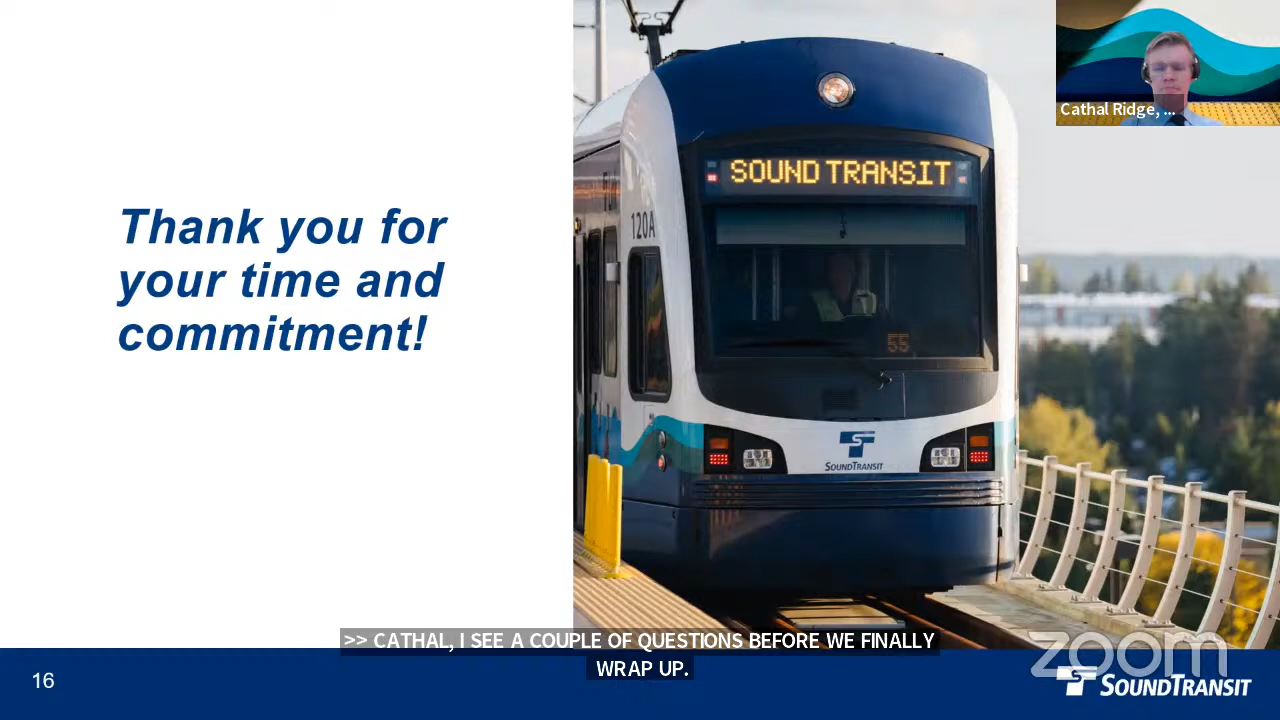 Cathal Ridge, ...
SOUND TRANSIT
120A
55
SOUNDTRANSIT
Thank you for
your time and
commitment!
>> CATHAL, I SEE A COUPLE OF QUESTIONS BEFORE WE FINALLY
WRAP UP.
zoom
16
SOUNDTRANSIT